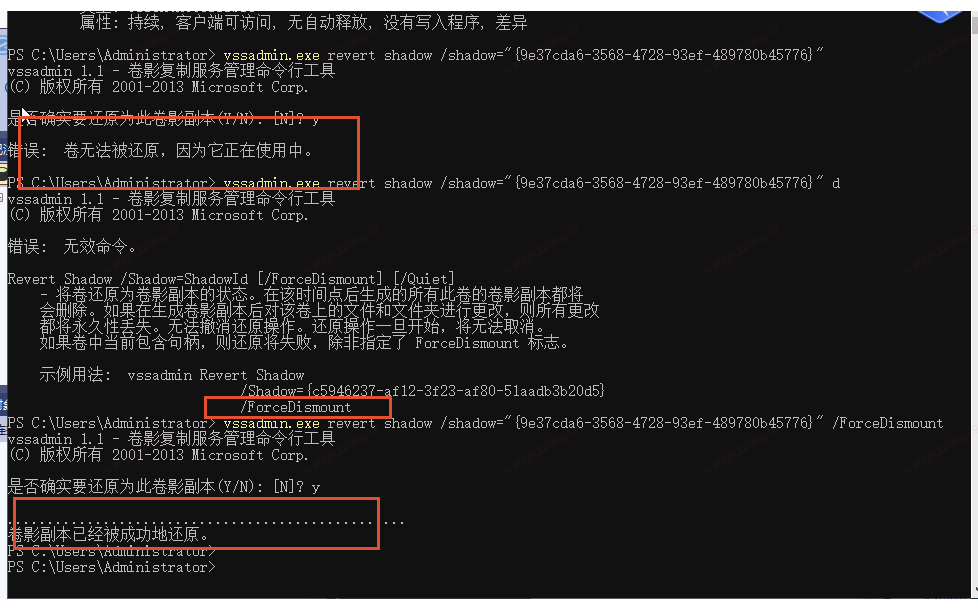 属性: 持续, 客户端可访问, 无自动释放, 没有写入程序, 差异
PS C:\Users\Administrator> vssadmin.exe revert shadow /shadow="{9e37cda6-3568-4728-93ef-489780b45776}"
vssadmin 1.1 - 卷影复制服务管理命令行工具
(C) 版权所有 2001-2013 Microsoft Corp.
是否确实要还原为此卷影副本(Y/N): [N]? y
错误: 卷无法被还原，因为它正在使用中。
PS C:\Users\Administrator> vssadmin.exe revert shadow /shadow="{9e37cda6-3568-4728-93ef-489780b45776}" d
vssadmin 1.1 - 卷影复制服务管理命令行工具
(C) 版权所有 2001-2013 Microsoft Corp.
错误: 无效命令。
Revert Shadow /Shadow=ShadowId [/ForceDismount] [/Quiet]
- 将卷还原为卷影副本的状态。在该时间点后生成的所有此卷的卷影副本都将
会删除。如果在生成卷影副本后对该卷上的文件和文件夹进行更改，则所有更改
都将永久性丢失。无法撤消还原操作。还原操作一旦开始，将无法取消。
如果卷中当前包含句柄，则还原将失败，除非指定了 ForceDismount 标志。
示例用法: vssadmin Revert Shadow
/Shadow={c5946237-af12-3f23-af80-51aadb3b20d5}
/ForceDismount
PS C:\Users\Administrator> vssadmin.exe revert shadow /shadow="{9e37cda6-3568-4728-93ef-489780b45776}" /ForceDismount
vssadmin 1.1 - 卷影复制服务管理命令行工具
(C) 版权所有 2001-2013 Microsoft Corp.
是否确实要还原为此卷影副本(Y/N): [N]? y
..................................................
卷影副本已经被成功地还原。
PS C:\Users\Administrator>
PS C:\Users\Administrator>